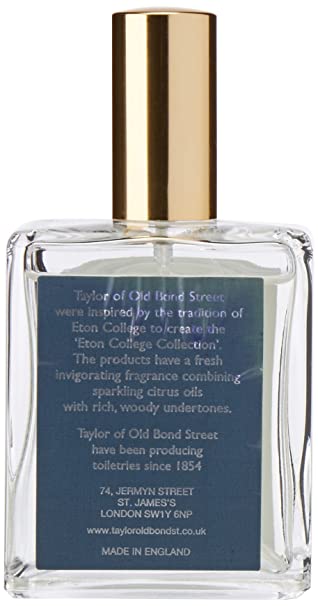 Taylor of Old Bond Street
were inspired by the tradition of
Eton College to create the
'Eton College Collection'.
The products have a fresh
invigorating fragrance combining
sparkling citrus oils
with rich, woody undertones.
Taylor of Old Bond Street
have been producing
toiletries since 1854
74, JERMYN STREET
ST. JAMES'S
LONDON SW1Y 6NP
www.tayloroldbondst.co.uk
MADE IN ENGLAND